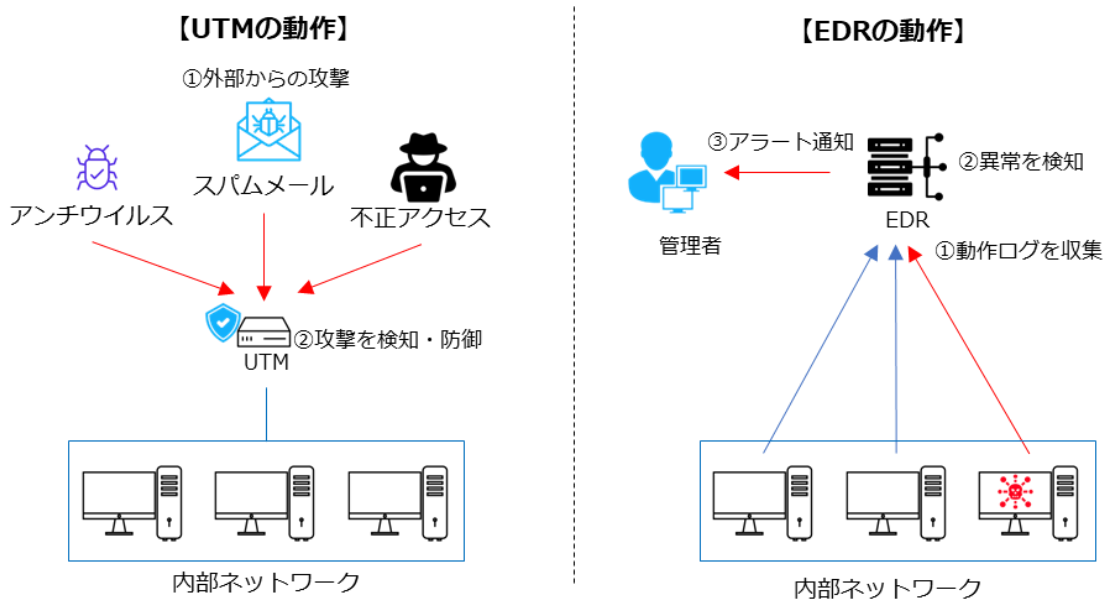 【UTMの動作】
①外部からの攻撃
スパムメール
アンチウイルス
不正アクセス
②攻撃を検知・防御
UTM
内部ネットワーク
【EDRの動作】
③アラート通知
②異常を検知
EDR
管理者
①動作ログを収集
内部ネットワーク